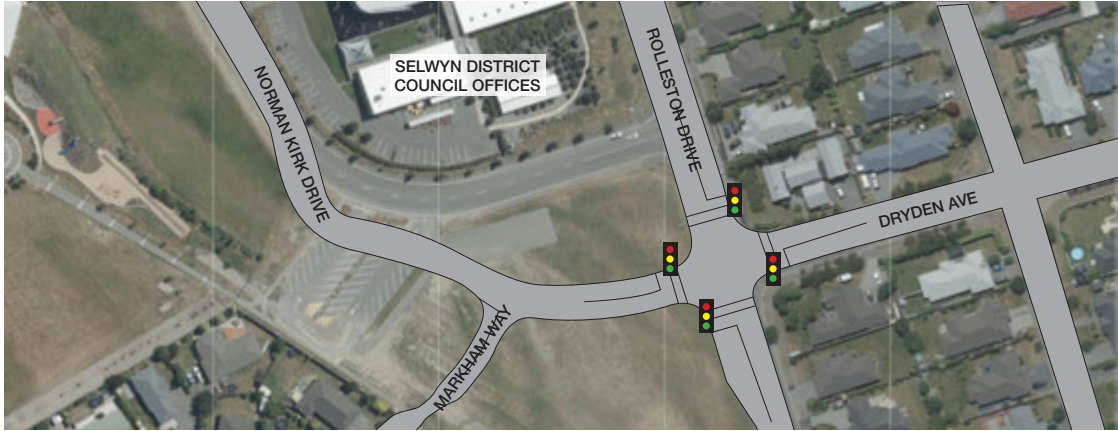 SELWYN DISTRICT
COUNCIL OFFICES
NORMAN KIRK DRIVE
ROLLESTON DRIVE
DRYDEN AVE
MARKHAM WAY